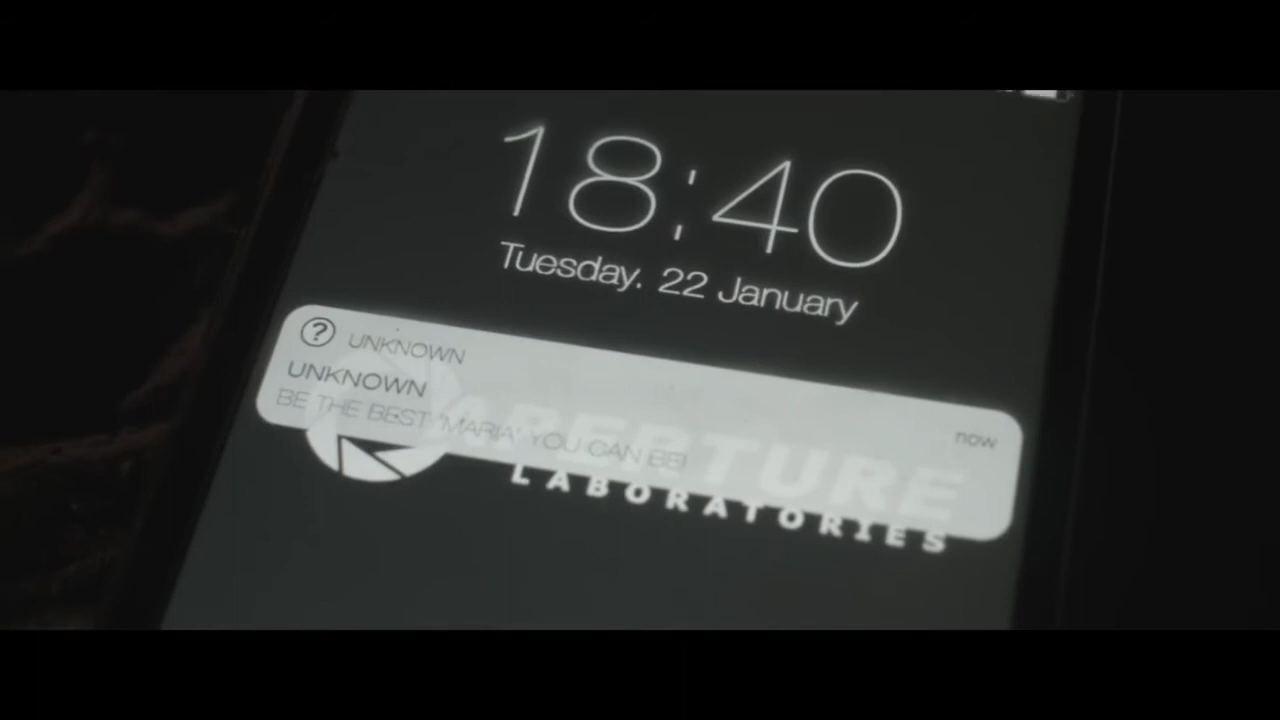 18:40
Tuesday. 22 January
UNKNOWN
UNKNOWN
BE THE BEST 'MARIA' YOU CAN BE!
now
APERTURE
LABORATORIES